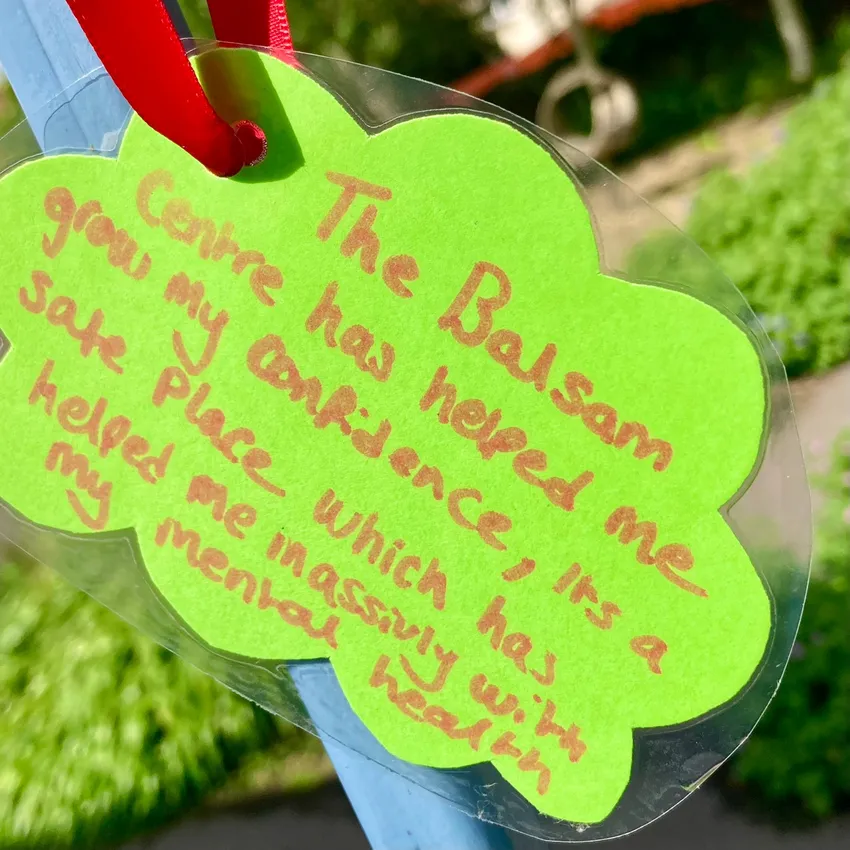 The Balsam
Centre has helped me
grow my confidence, its a
safe place which has
helped me massivly with
my mental health